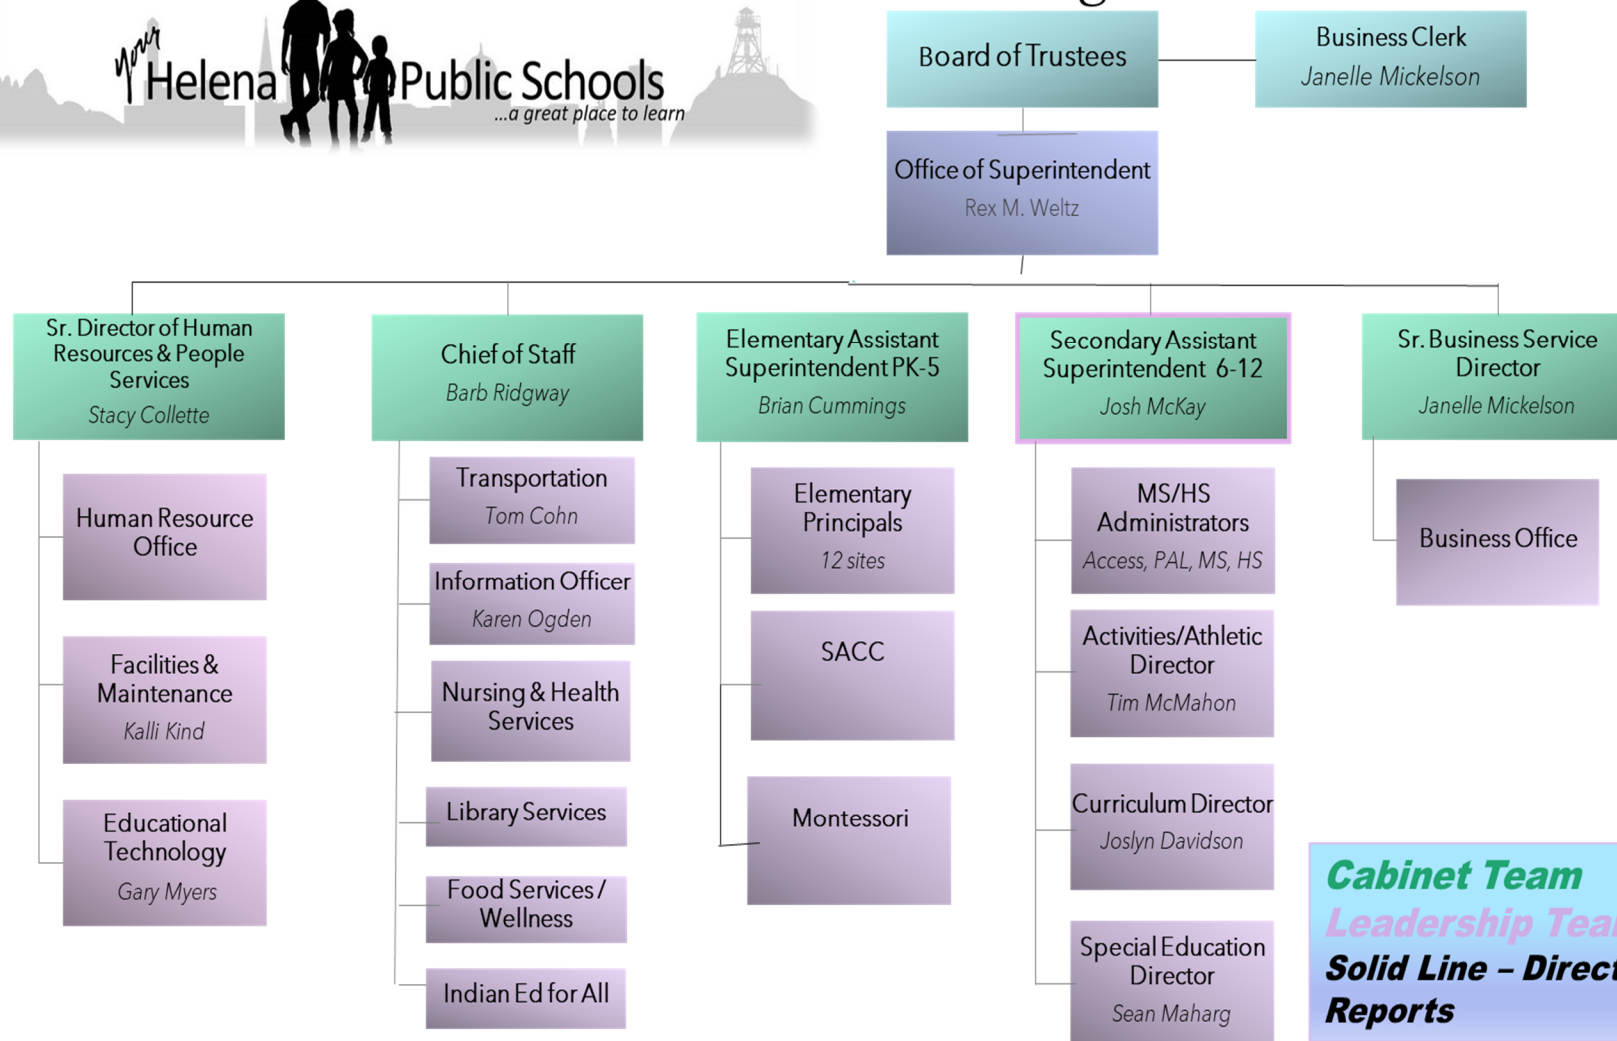 your Helena Public Schools
...a great place to learn
Board of Trustees
Business Clerk
Janelle Mickelson
Office of Superintendent
Rex M. Weltz
Sr. Director of Human
Resources & People
Services
Stacy Collette
Human Resource
Office
Facilities &
Maintenance
Kalli Kind
Educational
Technology
Gary Myers
Chief of Staff
Barb Ridgway
Transportation
Tom Cohn
Information Officer
Karen Ogden
Nursing & Health
Services
Library Services
Food Services /
Wellness
Indian Ed for All
Elementary Assistant
Superintendent PK-5
Brian Cummings
Elementary
Principals
12 sites
SACC
Montessori
Secondary Assistant
Superintendent 6-12
Josh McKay
MS/HS
Administrators
Access, PAL, MS, HS
Activities/Athletic
Director
Tim McMahon
Curriculum Director
Joslyn Davidson
Special Education
Director
Sean Maharg
Sr. Business Service
Director
Janelle Mickelson
Business Office
Cabinet Team
Leadership Tea
Solid Line – Direct
Reports